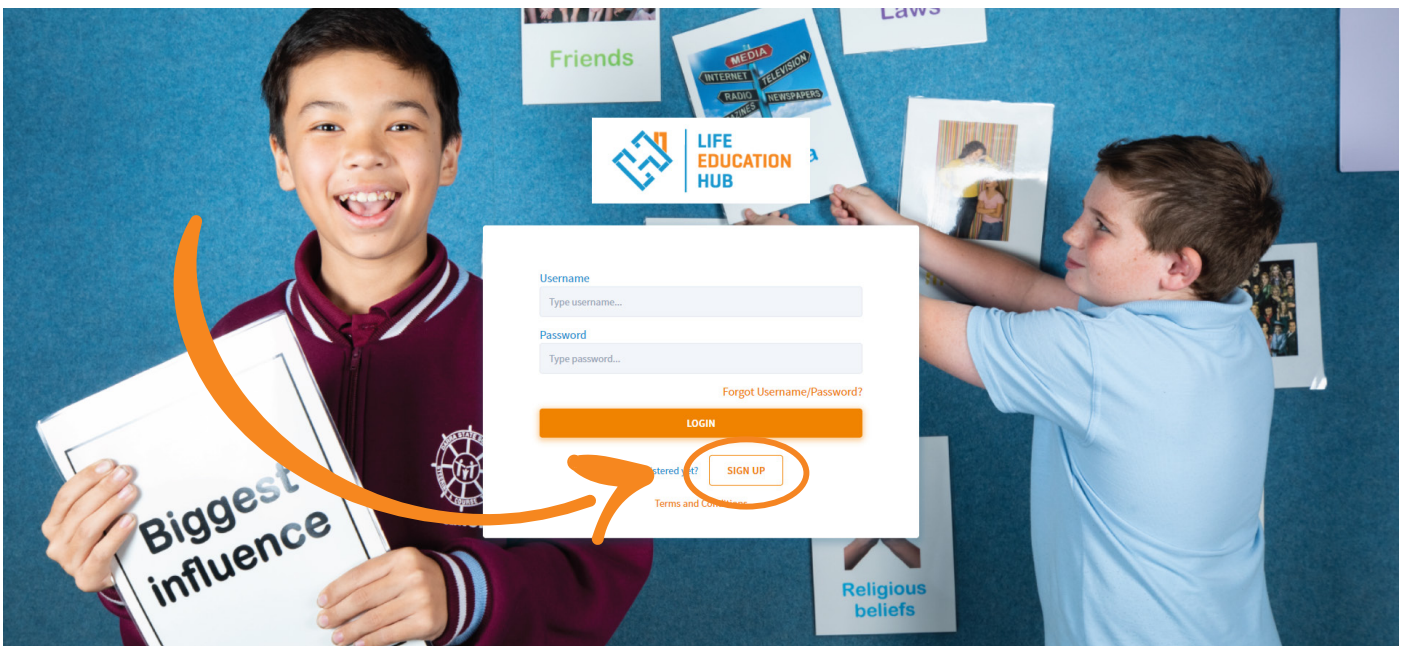 Friends
Laws
MEDIA
INTERNET
TELEVISION
RADIO
NEWSPAPERS
LIFE
EDUCATION
HUB
Username
Type username...
Password
Type password...
Forgot Username/Password?
LOGIN
yet?
SIGN UP
Terms and Conditions
Biggest
influence
Religious
beliefs